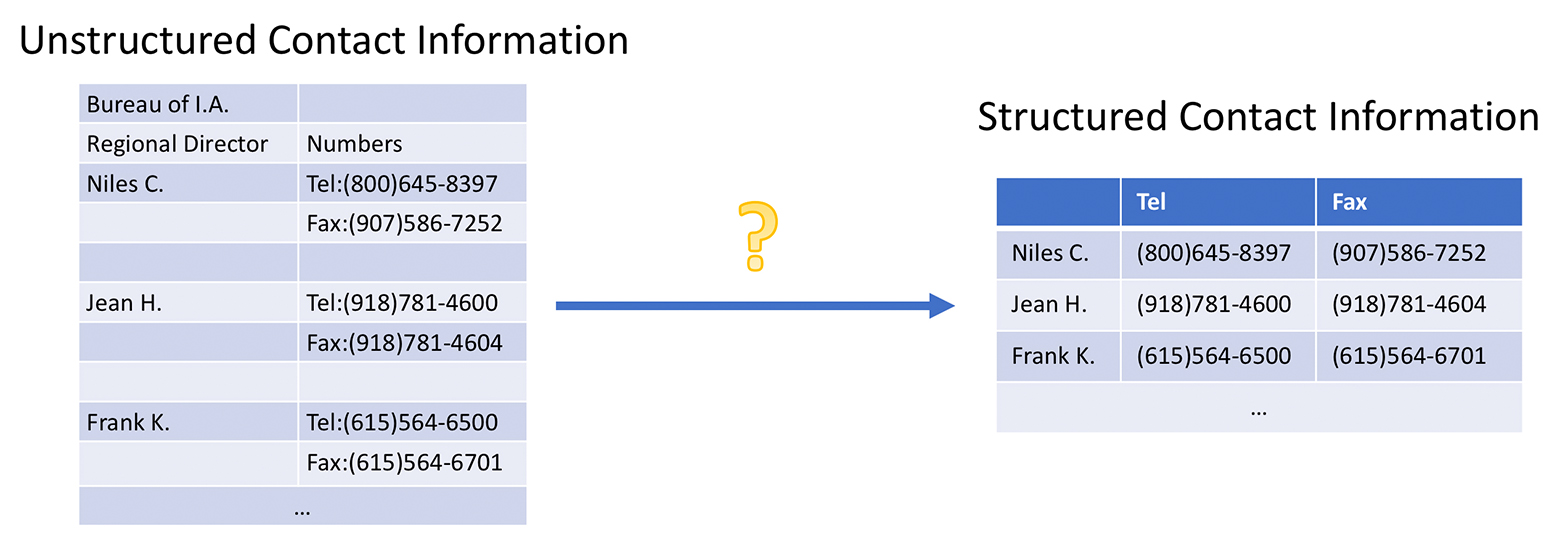 Unstructured Contact Information
Bureau of I.A.
Regional Director Numbers
Niles C. Tel:(800)645-8397
Fax:(907)586-7252
Jean H. Tel:(918)781-4600
Fax:(918)781-4604
Frank K. Tel:(615)564-6500
Fax:(615)564-6701
...
?
Structured Contact Information
Tel Fax
Niles C. (800)645-8397 (907)586-7252
Jean H. (918)781-4600 (918)781-4604
Frank K. (615)564-6500 (615)564-6701
...